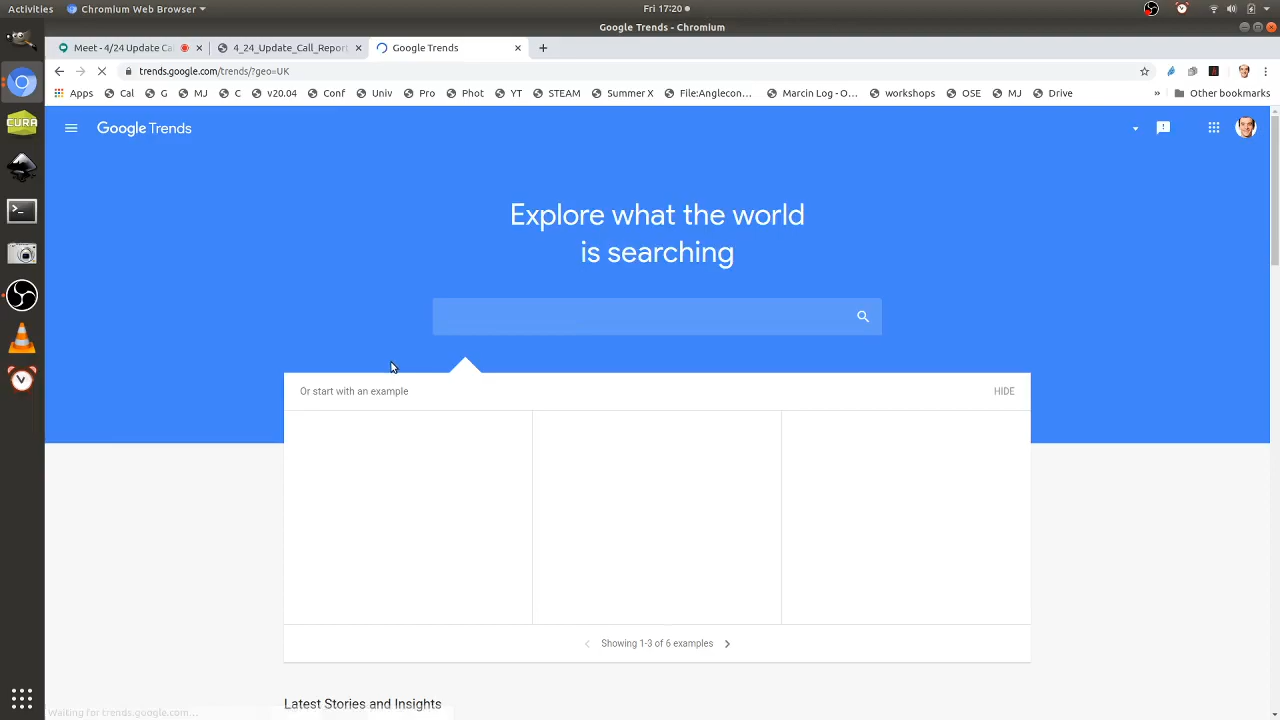 Activities Chromium Web Browser Fri 17:20
Google Trends - Chromium
Meet - 4/24 Update Ca 4_24_Update_Call_Report Google Trends
trends.google.com/trends/?geo=UK
Apps Cal G MJ C v20.04 Conf Univ Pro Phot YT STEAM Summer X File:Anglecon... Marcin Log - O... workshops OSE MJ Drive » Other bookmarks
Google Trends
Explore what the world
is searching
Or start with an example HIDE
Showing 1-3 of 6 examples
Latest Stories and Insights
Waiting for trends.google.com...
CURA